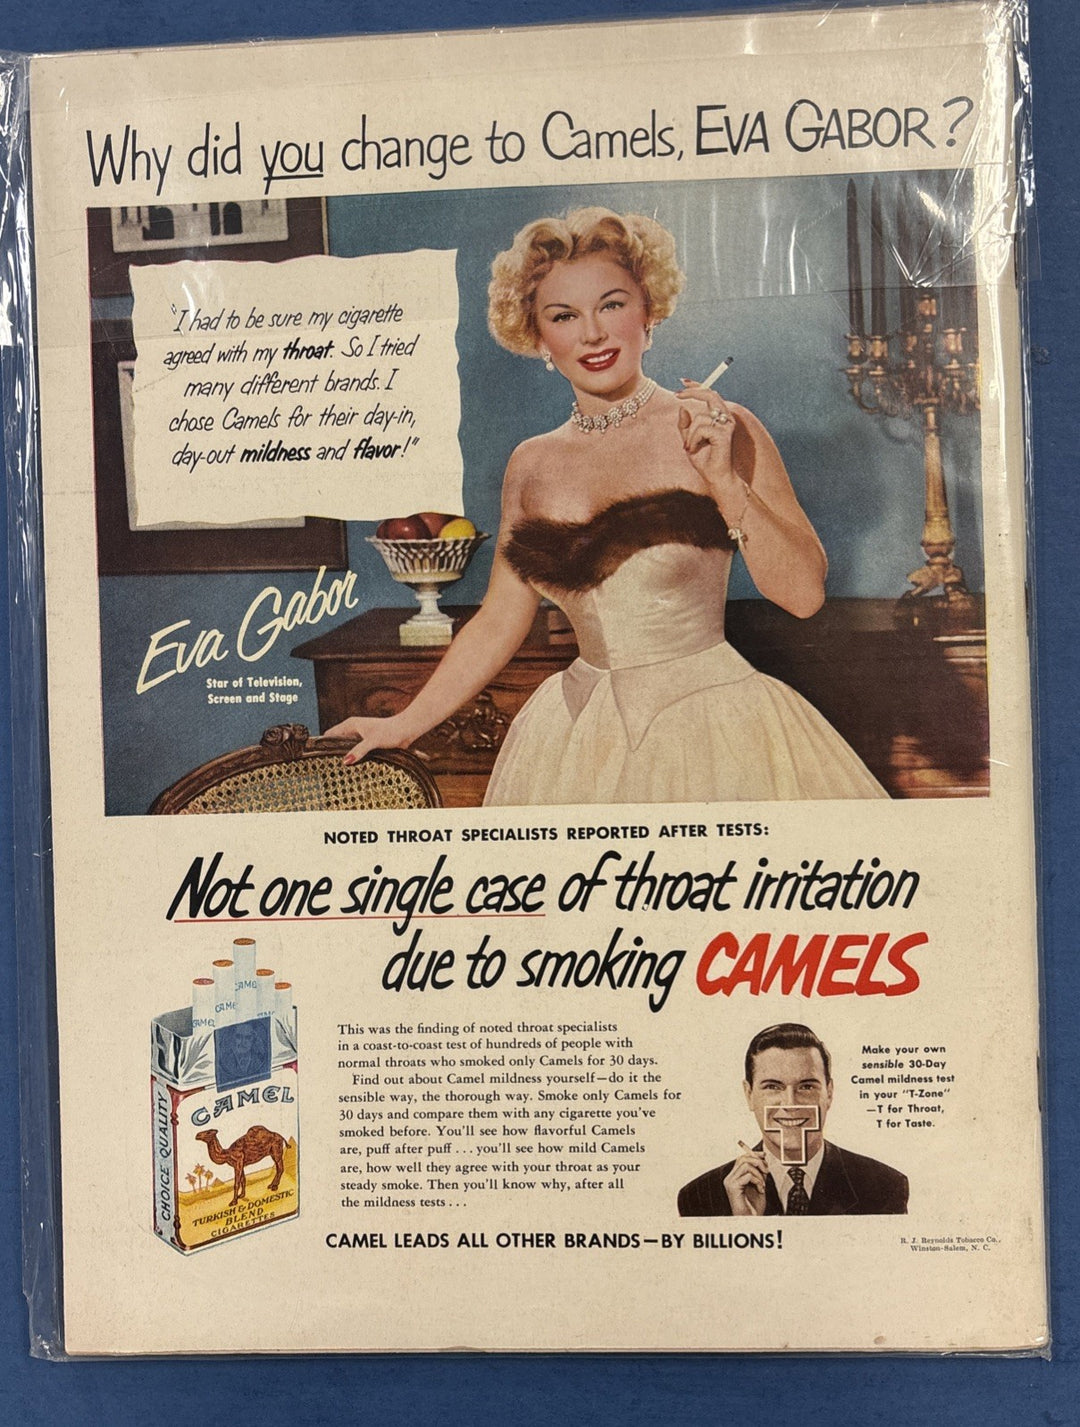 Why did you change to Camels, EVA GABOR?
"I had to be sure my cigarette
agreed with my throat. So I tried
many different brands. I
chose Camels for their day-in,
day-out mildness and flavor!"
Eva Gabor
Star of Television,
Screen and Stage
NOTED THROAT SPECIALISTS REPORTED AFTER TESTS:
Not one single case of throat irritation
due to smoking CAMELS
CAMEL
CAMEL
CAMEL
CHOICE QUALITY
TURKISH & DOMESTIC
BLEND
CIGARETTES
This was the finding of noted throat specialists
in a coast-to-coast test of hundreds of people with
normal throats who smoked only Camels for 30 days.
Find out about Camel mildness yourself—do it the
sensible way, the thorough way. Smoke only Camels for
30 days and compare them with any cigarette you've
smoked before. You'll see how flavorful Camels
are, puff after puff . . . you'll see how mild Camels
are, how well they agree with your throat as your
steady smoke. Then you'll know why, after all
the mildness tests . . .
T
Make your own
sensible 30-Day
Camel mildness test
in your "T-Zone"
—T for Throat,
T for Taste.
CAMEL LEADS ALL OTHER BRANDS—BY BILLIONS!
R. J. Reynolds Tobacco Co.,
Winston-Salem, N. C.